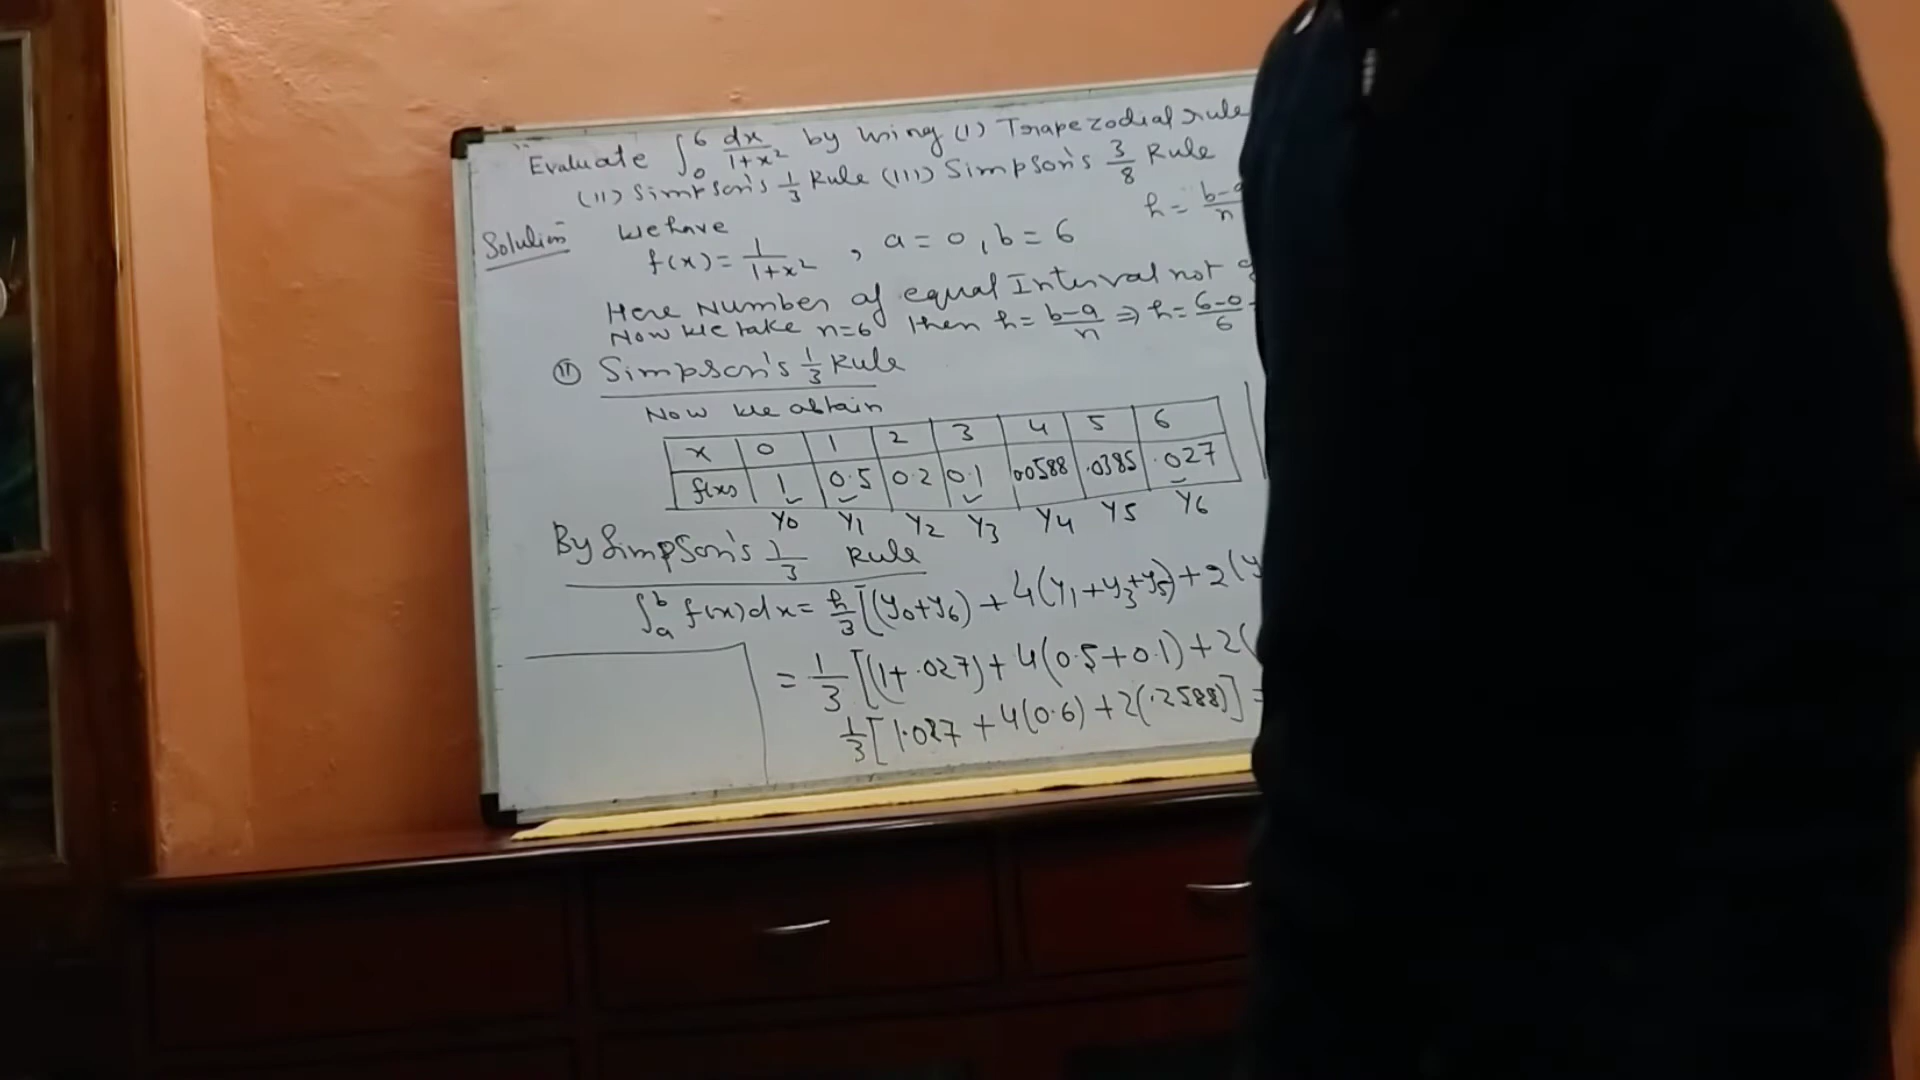 Evaluate ∫₀⁶ dx/1+x² by using (I) Trapezodial rule
(II) Simpson's 1/3 Rule (III) Simpson's 3/8 Rule
h = b-a/n
Solution We have
f(x) = 1/1+x² , a = 0, b = 6
Here Number of equal Interval not
Now We take n=6 then h = b-a/n ⇒ h = 6-0/6
(II) Simpson's 1/3 Rule
Now We obtain
x 0 1 2 3 4 5 6
f(x) 1 0.5 0.2 0.1 .0588 .0385 .027
Y0 Y1 Y2 Y3 Y4 Y5 Y6
By Simpson's 1/3 Rule
∫ₐᵇ f(x)dx = h/3 [(y0+y6) + 4(y1+y3+y5) + 2(y
= 1/3 [(1+.027) + 4(0.5+0.1) + 2(
1/3 [1.027 + 4(0.6) + 2(.2588)] =